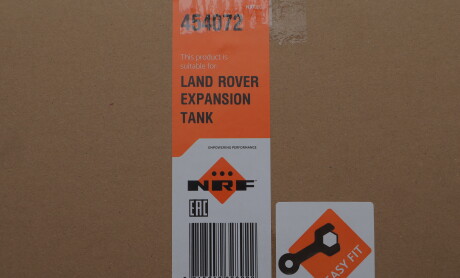 454072
This product is
suitable for:
LAND ROVER
EXPANSION
TANK
NRF
EAC
EASY FIT